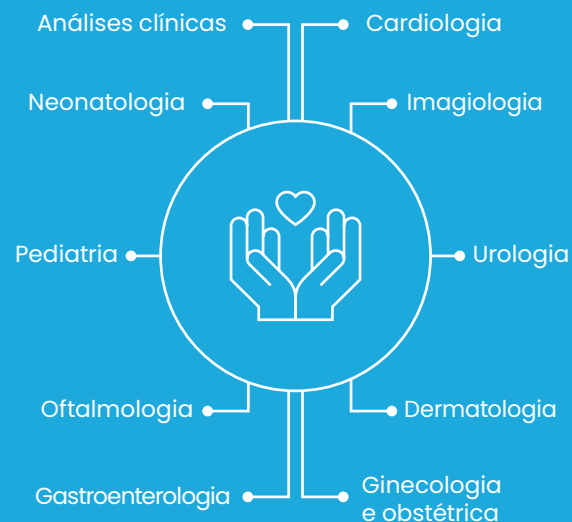 Análises clínicas
Cardiologia
Neonatologia
Imagiologia
Pediatria
Urologia
Oftalmologia
Dermatologia
Gastroenterologia
Ginecologia
e obstétrica